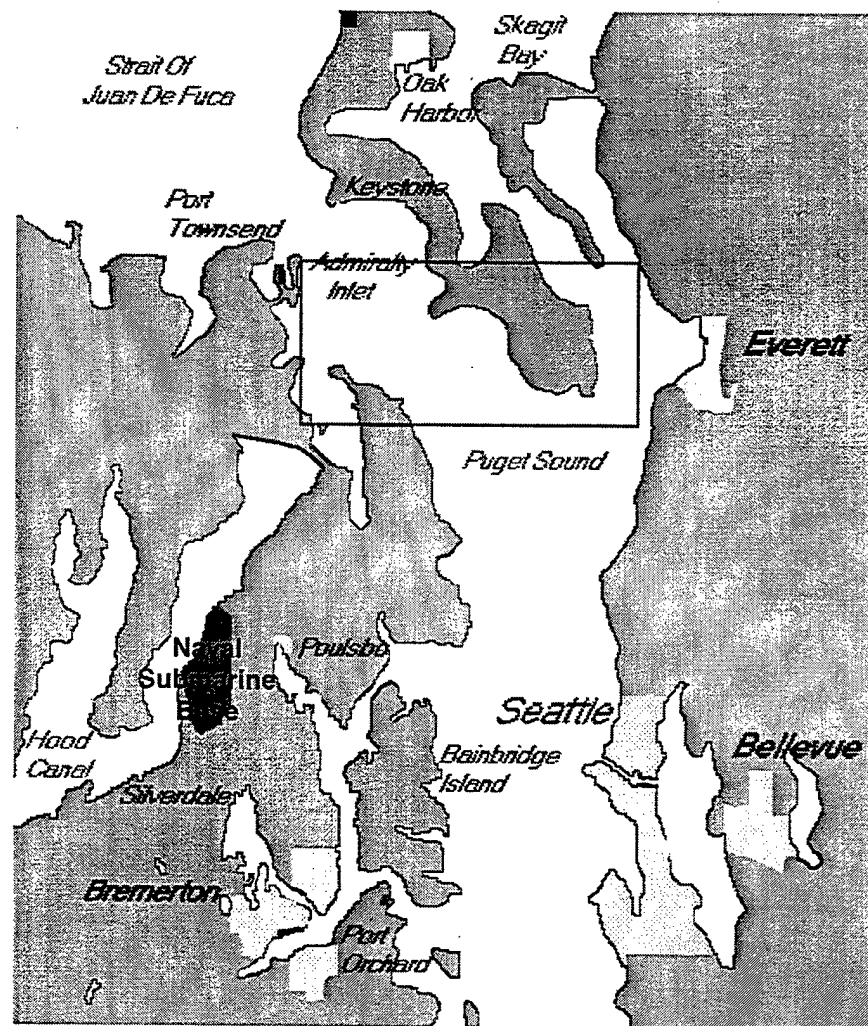 Strait Of
Juan De Fuca
Skagit
Bay
Oak
Harbor
Keystone
Port
Townsend
Admiralty
Inlet
Everett
Puget Sound
Naval
Submarine
Base
Poulsbo
Seattle
Hood
Canal
Bainbridge
Island
Bellevue
Silverdale
Bremerton
Port
Orchard